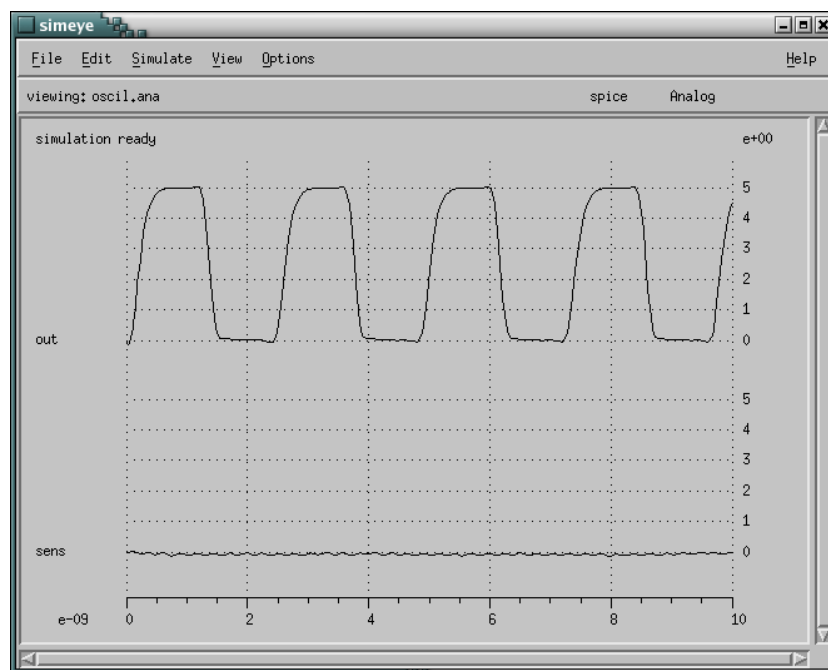 simeye
File Edit Simulate View Options Help
viewing: oscil.ana spice Analog
simulation ready e+00
5
4
3
2
1
out 0
5
4
3
2
1
sens 0
e-09 0 2 4 6 8 10